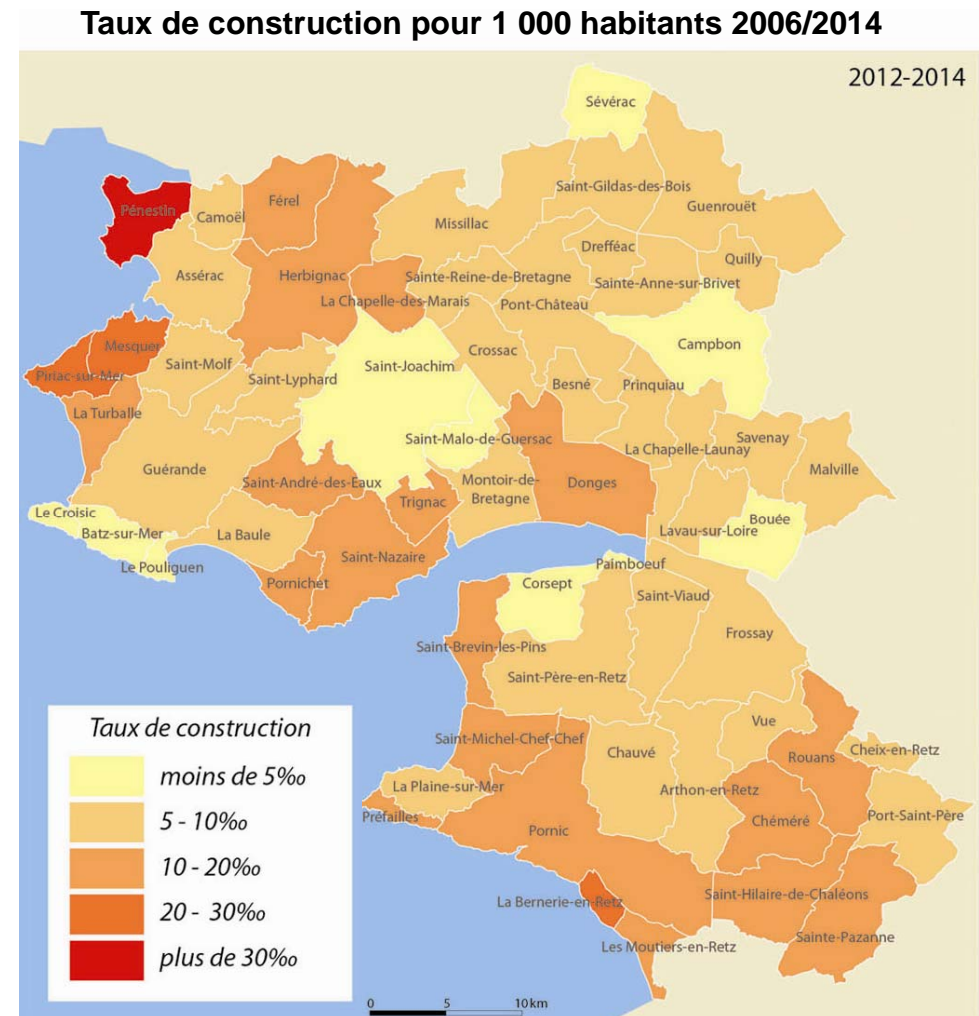 Taux de construction pour 1 000 habitants 2006/2014
2012-2014
Sévérac
Saint-Gildas-des-Bois
Guenrouët
Pénestin
Camoël
Férel
Missillac
Drefféac
Quilly
Assérac
Herbignac
Sainte-Reine-de-Bretagne
Sainte-Anne-sur-Brivet
La Chapelle-des-Marais
Pont-Château
Mesquer
Campbon
Crossac
Saint-Molf
Saint-Joachim
Piriac-sur-Mer
Saint-Lyphard
Besné
Prinquiau
La Turballe
Saint-Malo-de-Guersac
Savenay
La Chapelle-Launay
Guérande
Malville
Saint-André-des-Eaux
Montoir-de-
Bretagne
Donges
Trignac
Le Croisic
Bouée
Batz-sur-Mer
La Baule
Lavau-sur-Loire
Saint-Nazaire
Le Pouliguen
Paimboeuf
Pornichet
Corsept
Saint-Viaud
Frossay
Saint-Brevin-les-Pins
Saint-Père-en-Retz
Vue
Saint-Michel-Chef-Chef
Chauvé
Rouans
Cheix-en-Retz
La Plaine-sur-Mer
Arthon-en-Retz
Préfailles
Chéméré
Port-Saint-Père
Pornic
Saint-Hilaire-de-Chaléons
La Bernerie-en-Retz
Sainte-Pazanne
Les Moutiers-en-Retz
Taux de construction
moins de 5‰
5 - 10‰
10 - 20‰
20 - 30‰
plus de 30‰
0 5 10 km